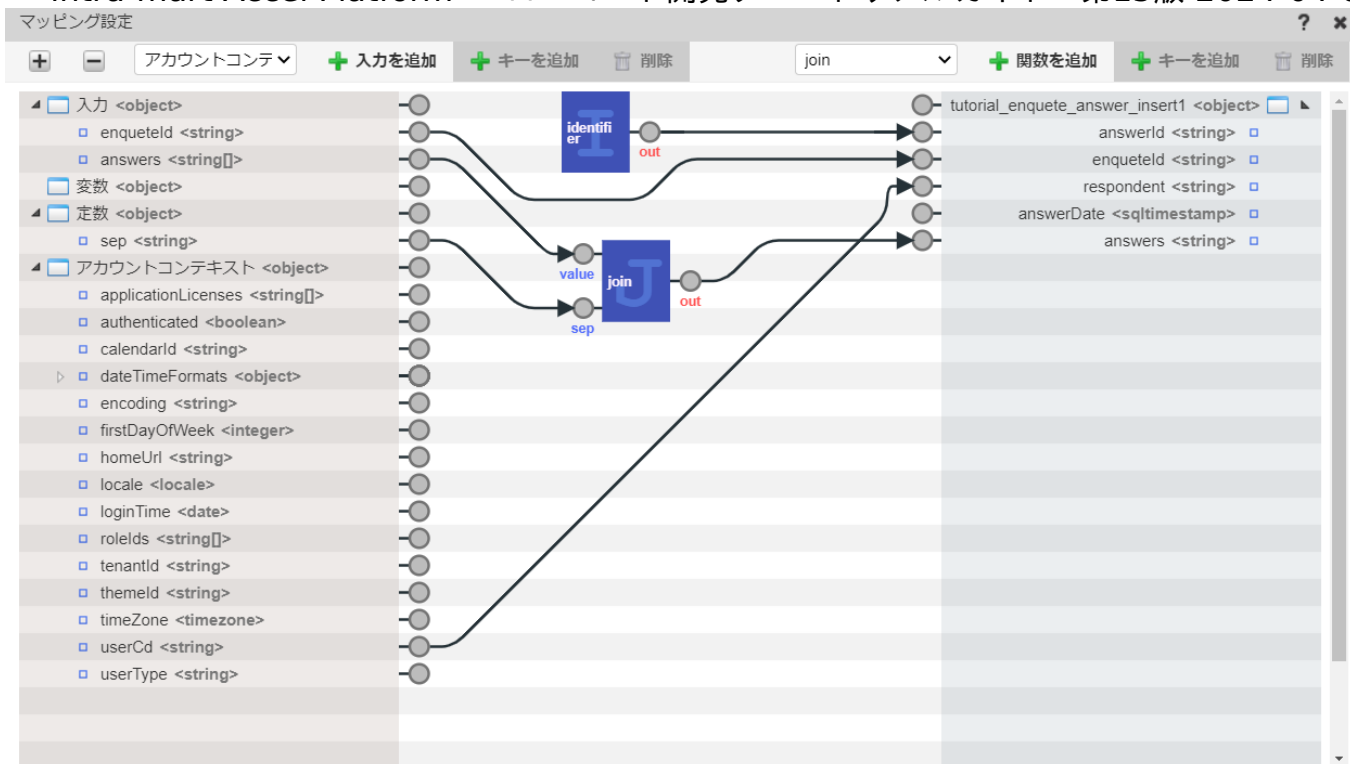 マッピング設定
? ×
アカウントコンテ 入力を追加 キーを追加 削除 join 関数を追加 キーを追加 削除
入力 <object>
enqueteId <string>
answers <string[]>
変数 <object>
定数 <object>
sep <string>
アカウントコンテキスト <object>
applicationLicenses <string[]>
authenticated <boolean>
calendarId <string>
dateTimeFormats <object>
encoding <string>
firstDayOfWeek <integer>
homeUrl <string>
locale <locale>
loginTime <date>
roleIds <string[]>
tenantId <string>
themeId <string>
timeZone <timezone>
userCd <string>
userType <string>
identifi
er
out
value
join
out
sep
tutorial_enquete_answer_insert1 <object>
answerId <string>
enqueteId <string>
respondent <string>
answerDate <sqltimestamp>
answers <string>